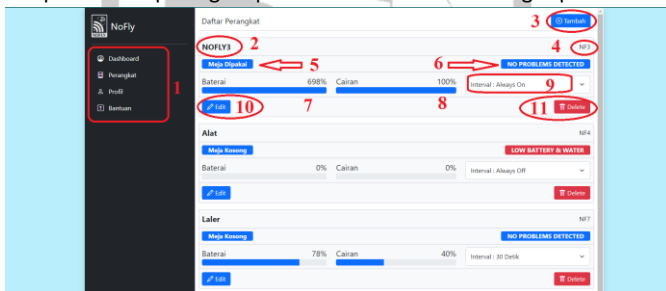 NoFly
Dashboard
Perangkat
Profil
Bantuan
1
Daftar Perangkat
3
Tambah
NOFLY3
2
4
NF3
Meja Dipakai
5
6
NO PROBLEMS DETECTED
Baterai
698%
Cairan
100%
Interval : Always On
7
8
9
Edit
10
11
Delete
Alat
NF4
Meja Kosong
LOW BATTERY & WATER
Baterai
0%
Cairan
0%
Interval : Always Off
Edit
Delete
Laler
NF7
Meja Kosong
NO PROBLEMS DETECTED
Baterai
78%
Cairan
40%
Interval : 30 Detik
Edit
Delete